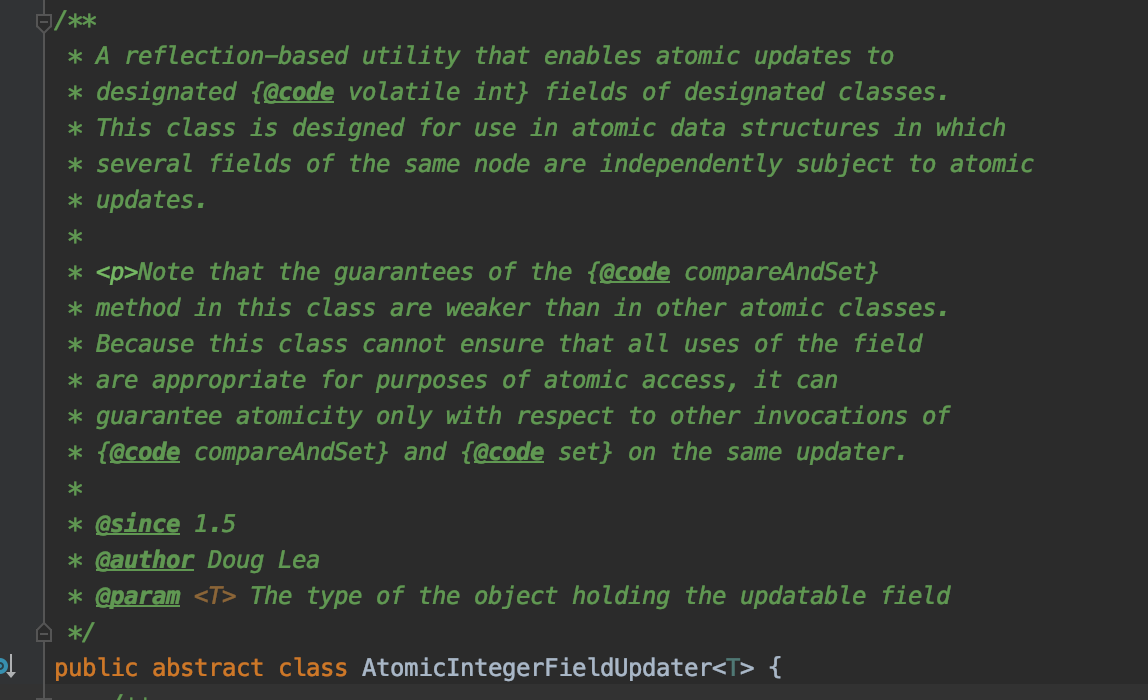 /**
* A reflection-based utility that enables atomic updates to
* designated {@code volatile int} fields of designated classes.
* This class is designed for use in atomic data structures in which
* several fields of the same node are independently subject to atomic
* updates.
*
* <p>Note that the guarantees of the {@code compareAndSet}
* method in this class are weaker than in other atomic classes.
* Because this class cannot ensure that all uses of the field
* are appropriate for purposes of atomic access, it can
* guarantee atomicity only with respect to other invocations of
* {@code compareAndSet} and {@code set} on the same updater.
*
* @since 1.5
* @author Doug Lea
* @param <T> The type of the object holding the updatable field
*/
public abstract class AtomicIntegerFieldUpdater<T> {